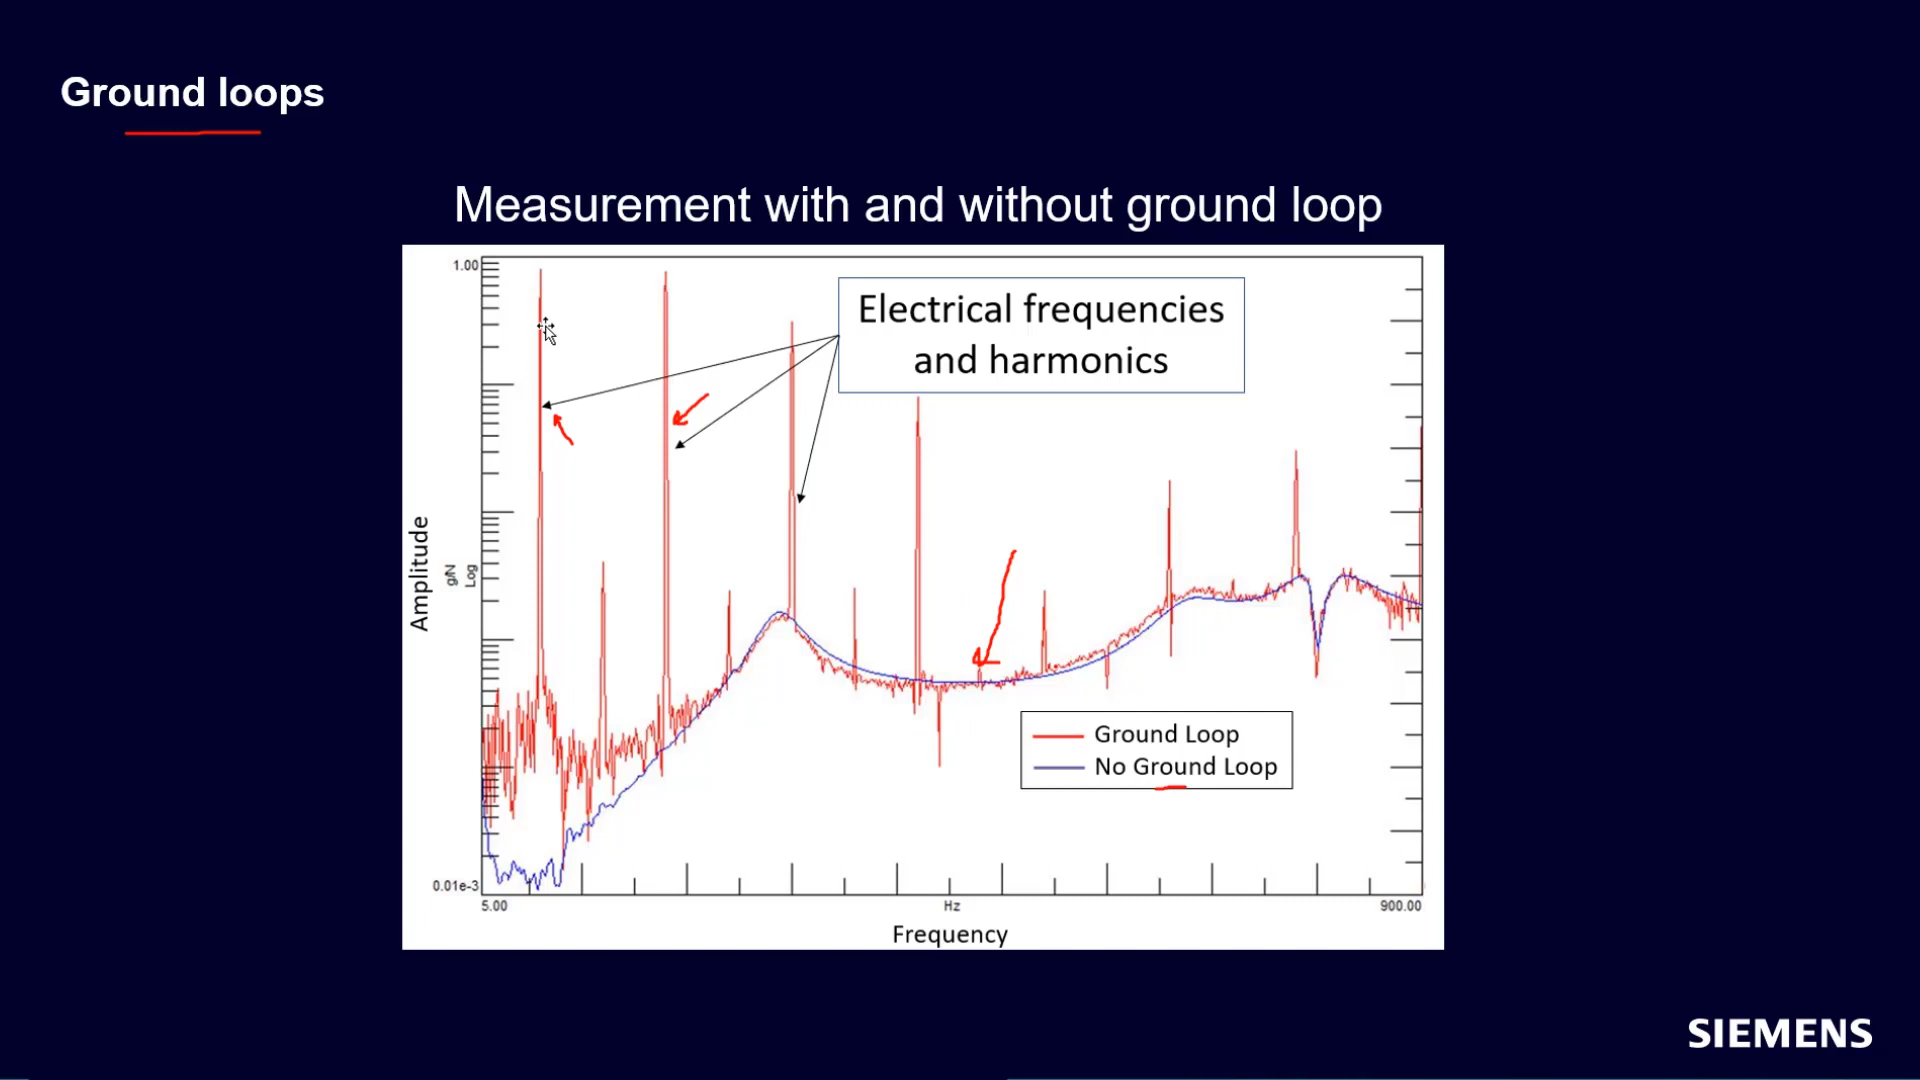 Ground loops
Measurement with and without ground loop
1.00
Electrical frequencies
and harmonics
Amplitude
g/N
Log
Ground Loop
No Ground Loop
0.01e-3
5.00
Hz
900.00
Frequency
SIEMENS